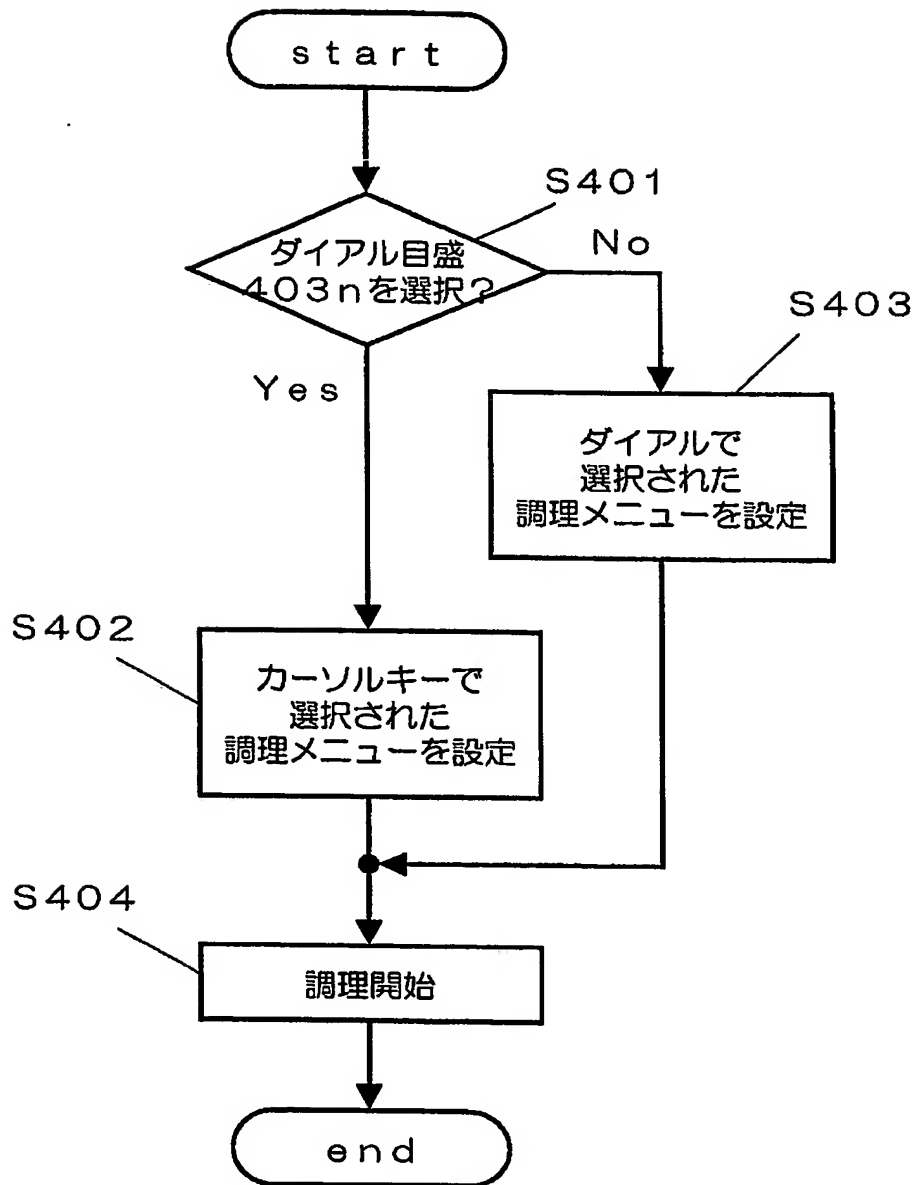 ｓｔａｒｔ
Ｓ４０１
ダイアル目盛
４０３ｎを選択？
Ｎｏ
Ｓ４０３
Ｙｅｓ
ダイアルで
選択された
調理メニューを設定
Ｓ４０２
カーソルキーで
選択された
調理メニューを設定
Ｓ４０４
調理開始
ｅｎｄ